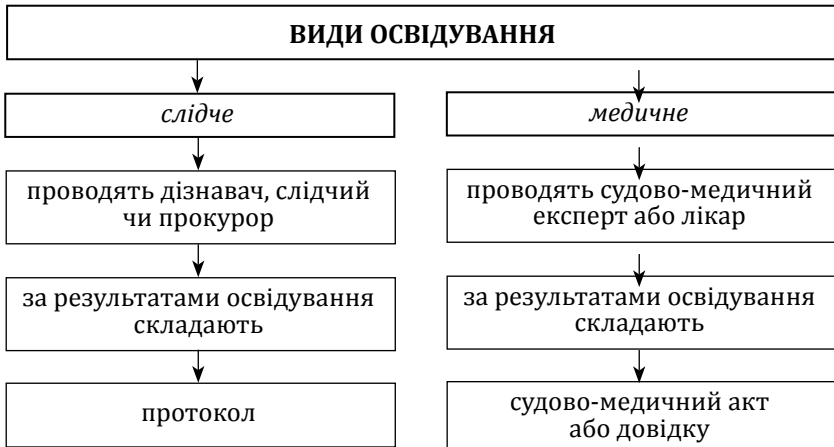 ВИДИ ОСВІДУВАННЯ
слідче
проводять дізнавач, слідчий
чи прокурор
за результатами освідування
складають
протокол
медичне
проводять судово-медичний
експерт або лікар
за результатами освідування
складають
судово-медичний акт
або довідку